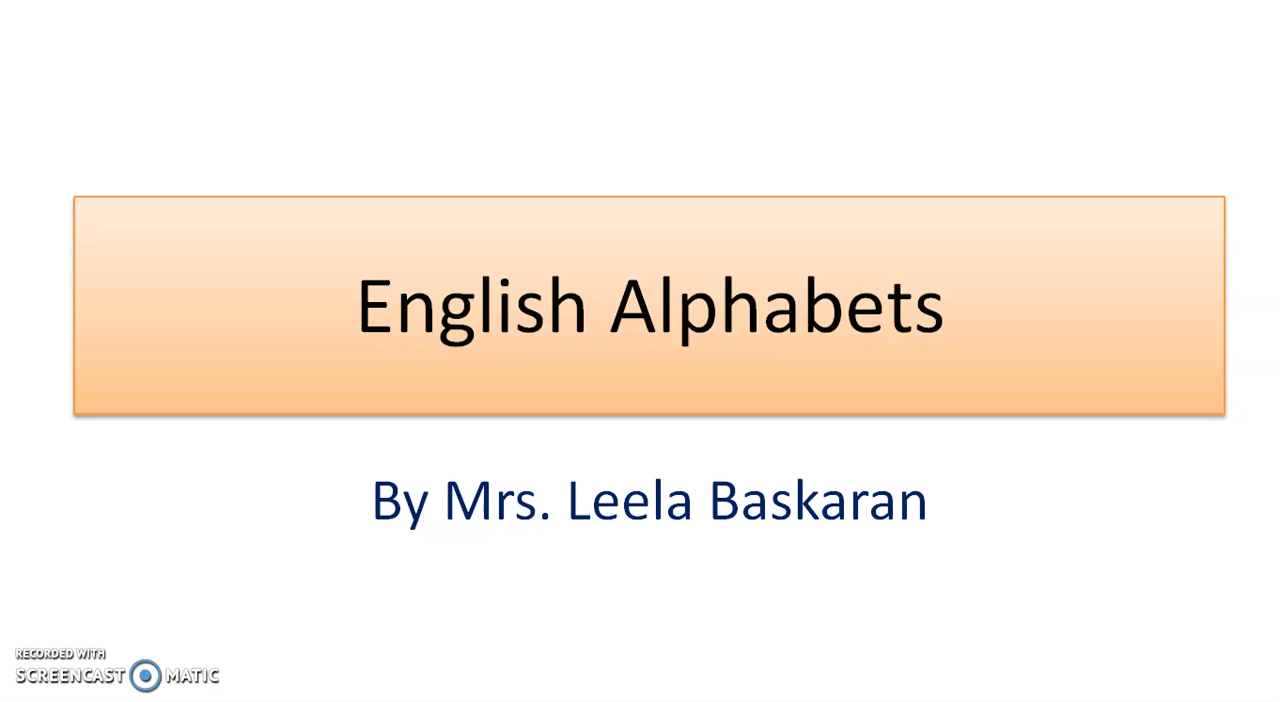 English Alphabets
By Mrs. Leela Baskaran
RECORDED WITH
SCREENCAST MATIC